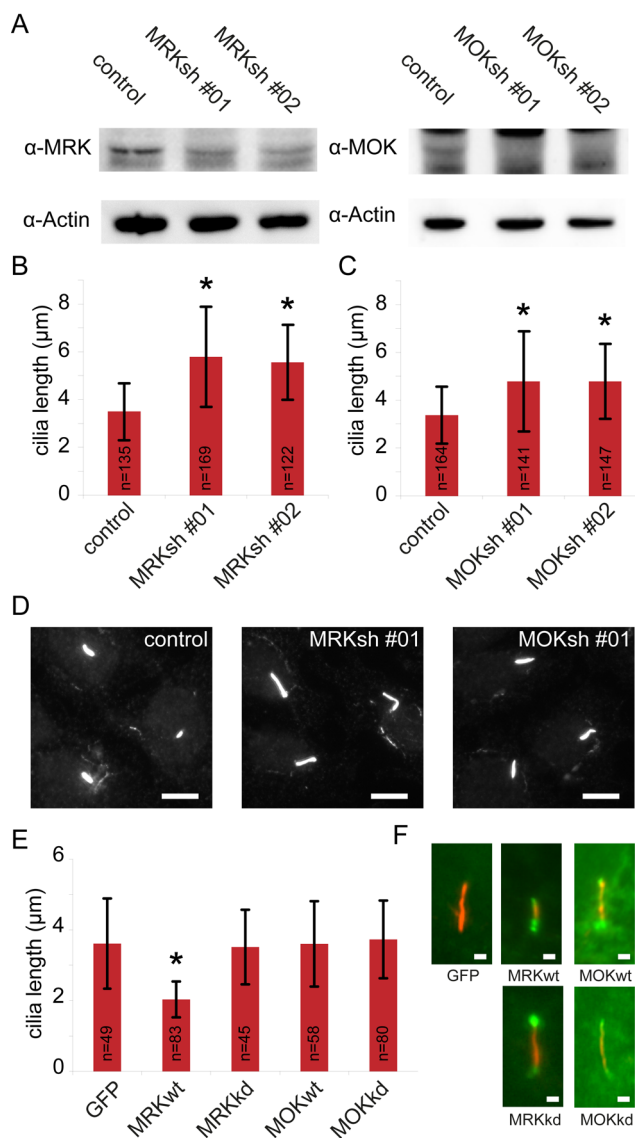 A
control MRKsh #01 MRKsh #02
control MOKsh #01 MOKsh #02
α-MRK
α-MOK
α-Actin
α-Actin
B
cilia length (µm)
8
6
4
2
0
*
*
n=135
n=169
n=122
control
MRKsh #01
MRKsh #02
C
cilia length (µm)
8
6
4
2
0
*
*
n=164
n=141
n=147
control
MOKsh #01
MOKsh #02
D
control
MRKsh #01
MOKsh #01
E
cilia length (µm)
6
4
2
0
*
n=49
n=83
n=45
n=58
n=80
GFP
MRKwt
MRKkd
MOKwt
MOKkd
F
GFP
MRKwt
MOKwt
MRKkd
MOKkd